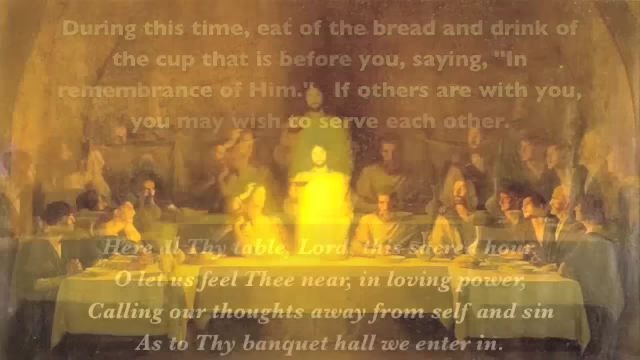 During this time, eat of the bread and drink of
the cup that is before you, saying, "In
remembrance of Him." If others are with you,
you may wish to serve each other.
Here at Thy table, Lord, this sacred hour,
O let us feel Thee near, in loving power,
Calling our thoughts away from self and sin
As to Thy banquet hall we enter in.